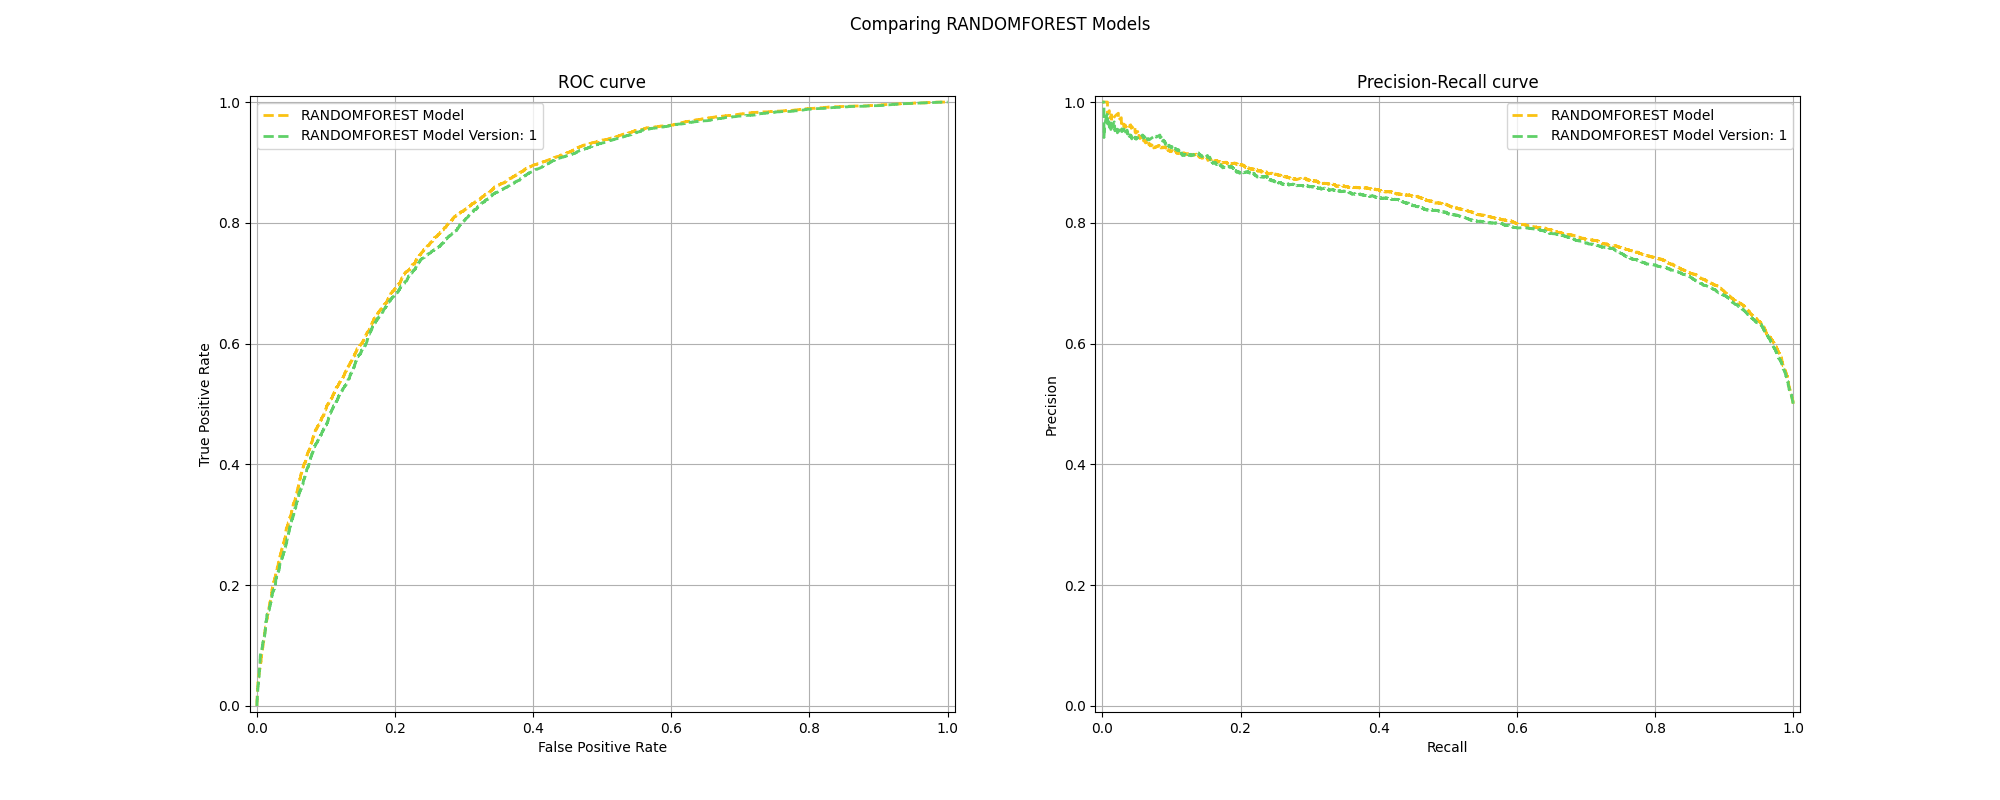 Comparing RANDOMFOREST Models
ROC curve
RANDOMFOREST Model
RANDOMFOREST Model Version: 1
True Positive Rate
1.0
0.8
0.6
0.4
0.2
0.0
0.0 0.2 0.4 0.6 0.8 1.0
False Positive Rate
Precision-Recall curve
RANDOMFOREST Model
RANDOMFOREST Model Version: 1
Precision
1.0
0.8
0.6
0.4
0.2
0.0
0.0 0.2 0.4 0.6 0.8 1.0
Recall